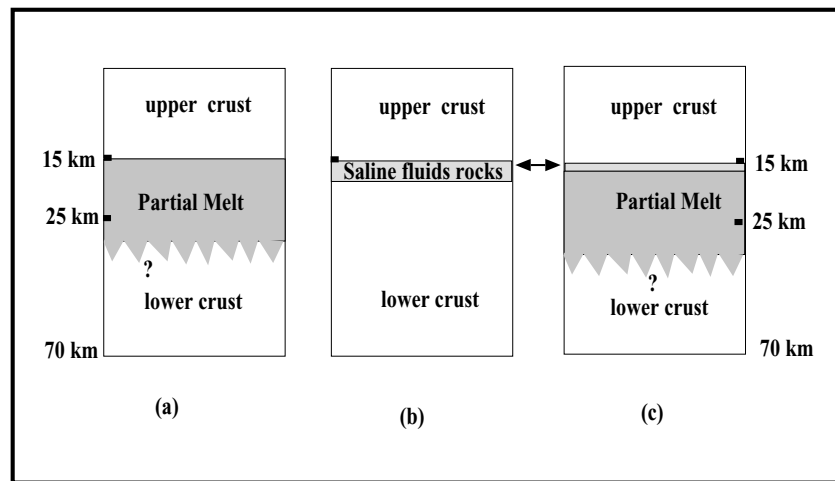 upper crust
15 km
Partial Melt
25 km
?
lower crust
70 km
(a)
upper crust
Saline fluids rocks
lower crust
(b)
upper crust
15 km
Partial Melt
25 km
?
lower crust
70 km
(c)